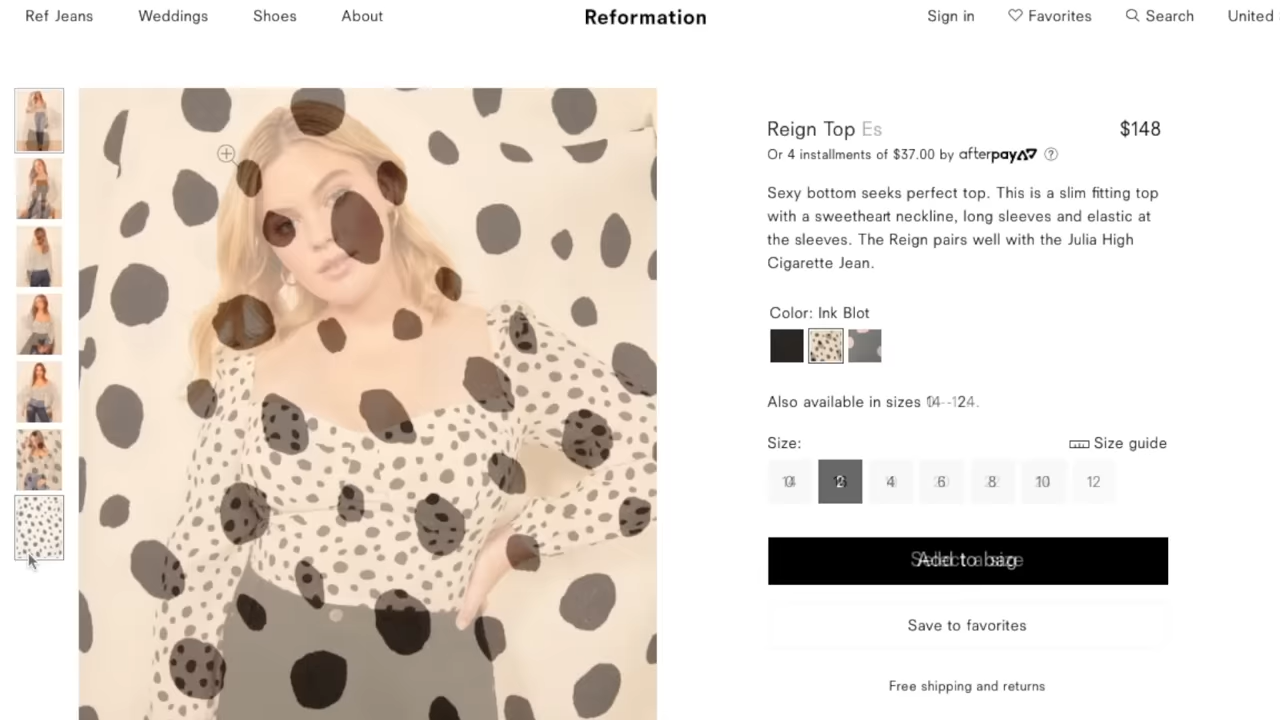 Ref Jeans Weddings Shoes About Reformation Sign in Favorites Search United
Reign Top Es $148
Or 4 installments of $37.00 by afterpay ?
Sexy bottom seeks perfect top. This is a slim fitting top
with a sweetheart neckline, long sleeves and elastic at
the sleeves. The Reign pairs well with the Julia High
Cigarette Jean.
Color: Ink Blot
Also available in sizes
Size: Size guide
4 6 8 10 12
Save to favorites
Free shipping and returns